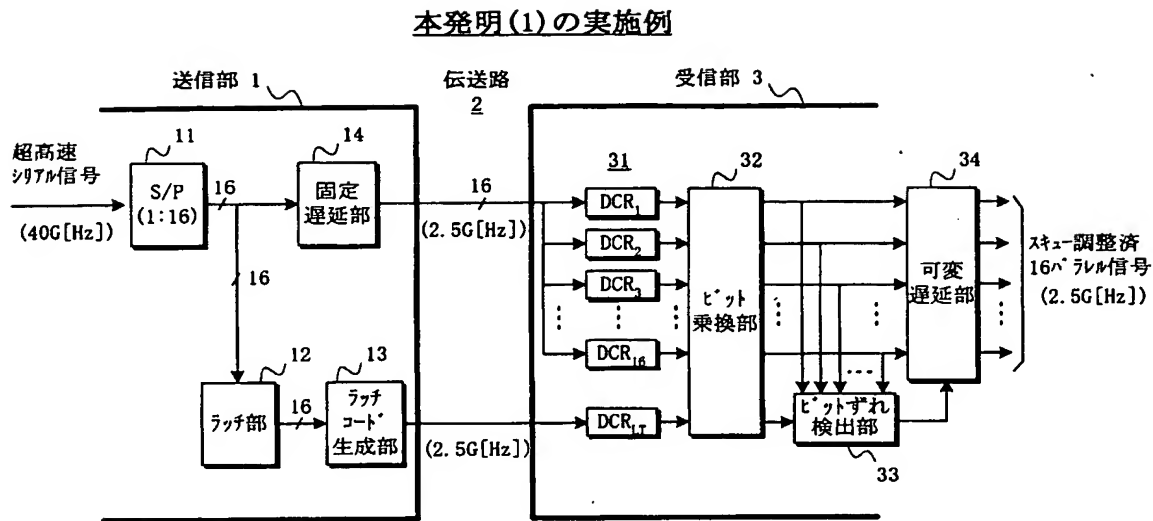 本発明(1)の実施例
送信部 1
伝送路
2
受信部 3
超高速
シリアル信号
(40G[Hz])
11
S/P
(1:16)
16
14
固定
遅延部
16
(2.5G[Hz])
16
12
ラッチ部
16
13
ラッチ
コード
生成部
(2.5G[Hz])
31
DCR1
DCR2
DCR3
DCR16
DCRLT
32
ビット
乗換部
ビットずれ
検出部
33
34
可変
遅延部
スキュー調整済
16パラレル信号
(2.5G[Hz])